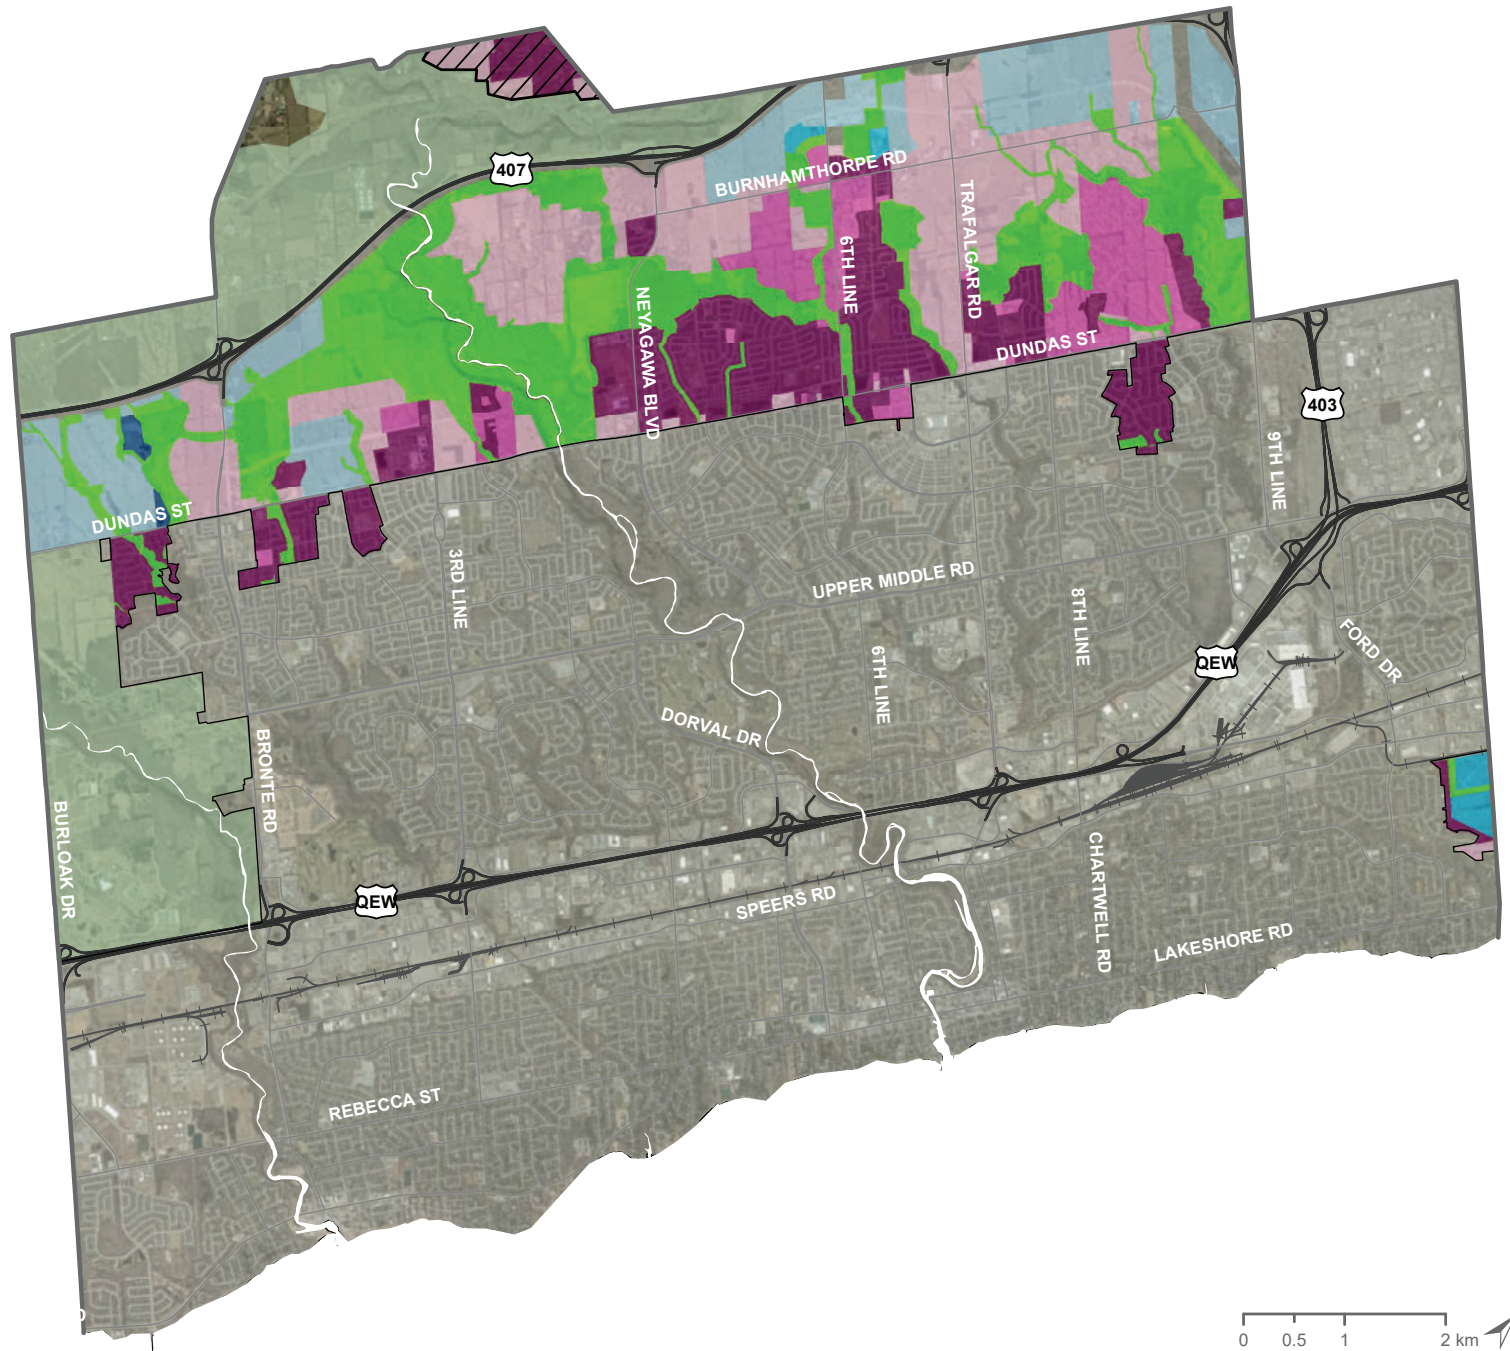 407
BURNHAMTHORPE RD
TRAFALGAR RD
6TH LINE
NEYAGAWA BLVD
DUNDAS ST
403
9TH LINE
DUNDAS ST
3RD LINE
UPPER MIDDLE RD
8TH LINE
FORD DR
QEW
6TH LINE
DORVAL DR
BRONTE RD
BURLOAK DR
CHARTWELL RD
QEW
SPEERS RD
LAKESHORE RD
REBECCA ST
0 0.5 1 2 km